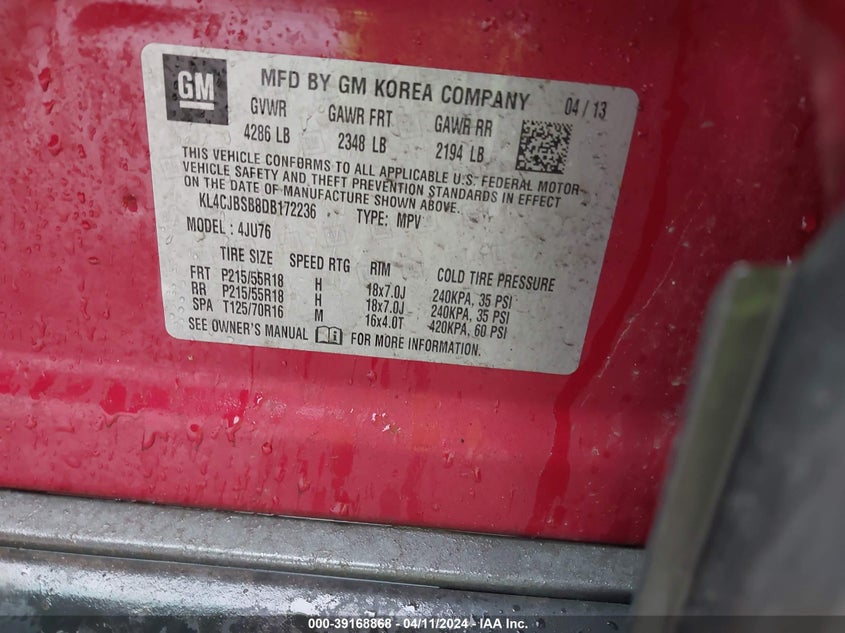 GM
MFD BY GM KOREA COMPANY 04 / 13
GVWR GAWR FRT GAWR RR
4286 LB 2348 LB 2194 LB
THIS VEHICLE CONFORMS TO ALL APPLICABLE U.S. FEDERAL MOTOR
VEHICLE SAFETY AND THEFT PREVENTION STANDARDS IN EFFECT
ON THE DATE OF MANUFACTURE SHOWN ABOVE.
KL4CJBSB8DB172236 TYPE: MPV
MODEL : 4JU76
TIRE SIZE SPEED RTG RIM COLD TIRE PRESSURE
FRT P215/55R18 H 18x7.0J 240KPA, 35 PSI
RR P215/55R18 H 18x7.0J 240KPA, 35 PSI
SPA T125/70R16 M 16x4.0T 420KPA, 60 PSI
SEE OWNER'S MANUAL FOR MORE INFORMATION.
000-39168868 - 04/11/2024 - IAA Inc.